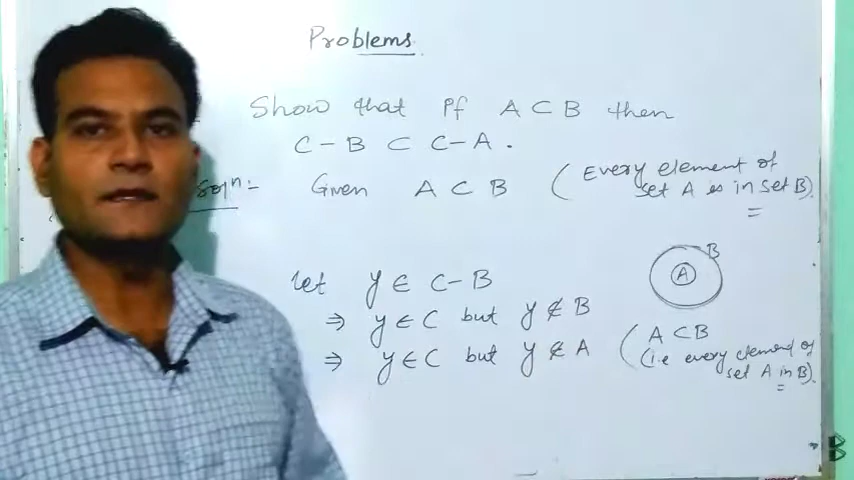 Problems.
Show that if A ⊂ B then
C - B ⊂ C - A .
Solⁿ :- Given A ⊂ B ( Every element of
set A is in set B).
B
A
let y ∈ C - B
⇒ y ∈ C but y ∉ B
⇒ y ∈ C but y ∉ A
( A ⊂ B
(i.e every element of
set A in B).
B